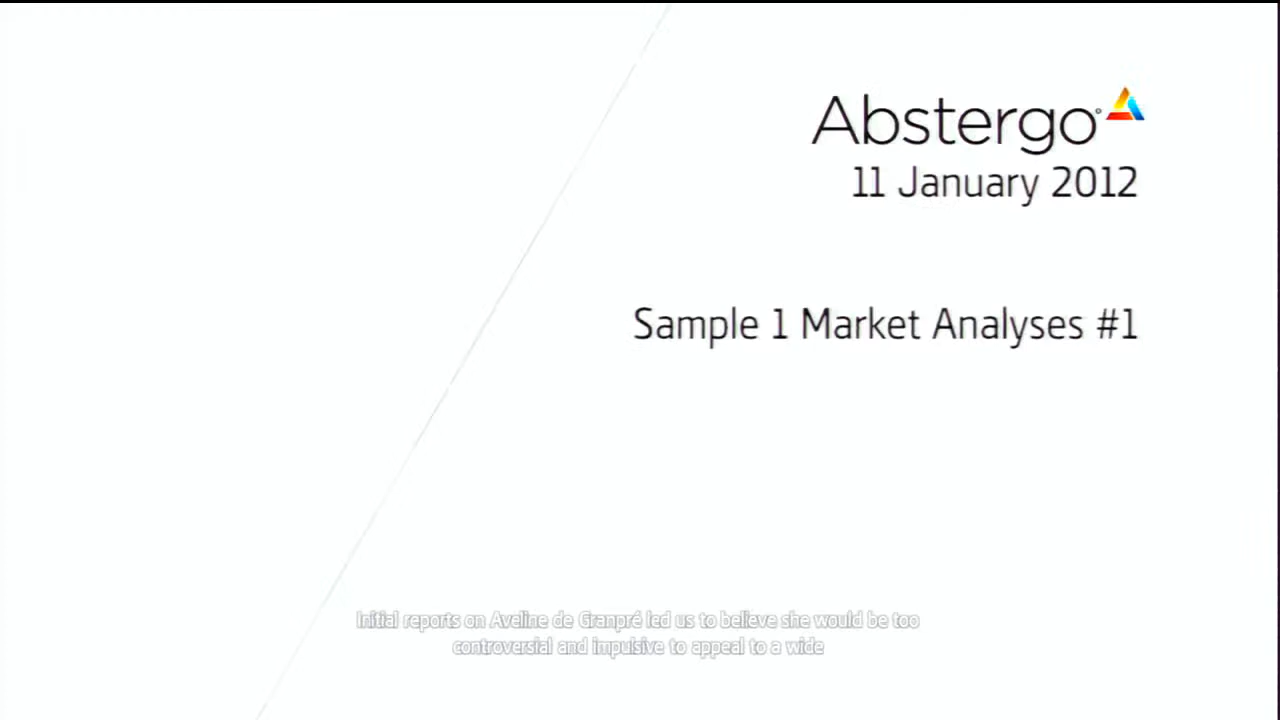 Abstergo
11 January 2012
Sample 1 Market Analyses #1
Initial reports on Aveline de Granpré led us to believe she would be too
controversial and impulsive to appeal to a wide